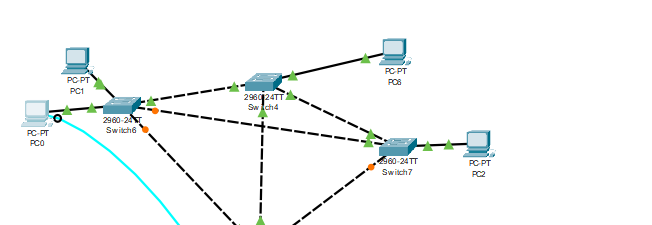 PC-PT
PC1
PC-PT
PC0
2960-24TT
Switch6
2960-24TT
Switch4
PC-PT
PC6
2960-24TT
Switch7
PC-PT
PC2